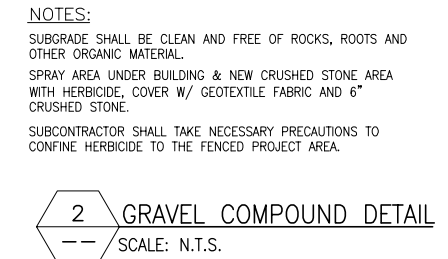 NOTES:
SUBGRADE SHALL BE CLEAN AND FREE OF ROCKS, ROOTS AND
OTHER ORGANIC MATERIAL.
SPRAY AREA UNDER BUILDING & NEW CRUSHED STONE AREA
WITH HERBICIDE, COVER W/ GEOTEXTILE FABRIC AND 6"
CRUSHED STONE.
SUBCONTRACTOR SHALL TAKE NECESSARY PRECAUTIONS TO
CONFINE HERBICIDE TO THE FENCED PROJECT AREA.
2 GRAVEL COMPOUND DETAIL
-- SCALE: N.T.S.